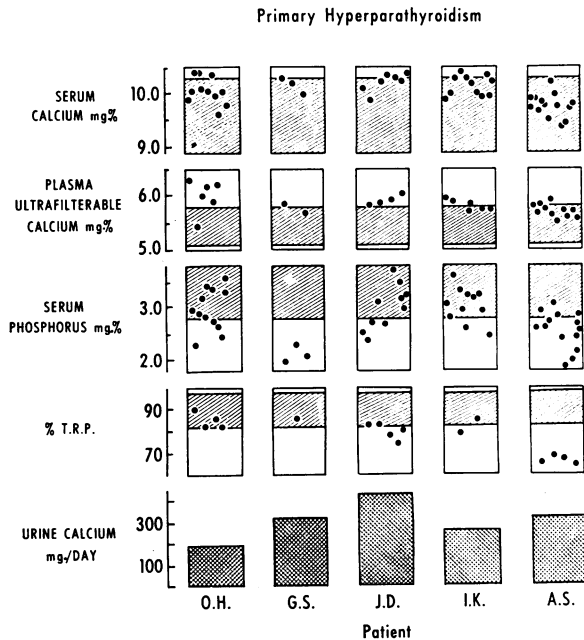 Primary Hyperparathyroidism
SERUM
CALCIUM mg%
10.0
9.0
PLASMA
ULTRAFILTERABLE
CALCIUM mg%
6.0
5.0
SERUM
PHOSPHORUS mg.%
3.0
2.0
% T.R.P.
90
70
URINE CALCIUM
mg./DAY
300
100
O.H. G.S. J.D. I.K. A.S.
Patient